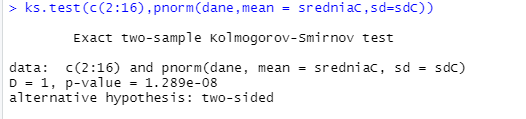 > ks.test(c(2:16),pnorm(dane,mean = sredniaC,sd=sdC))
Exact two-sample Kolmogorov-Smirnov test
data:  c(2:16) and pnorm(dane, mean = sredniaC, sd = sdC)
D = 1, p-value = 1.289e-08
alternative hypothesis: two-sided